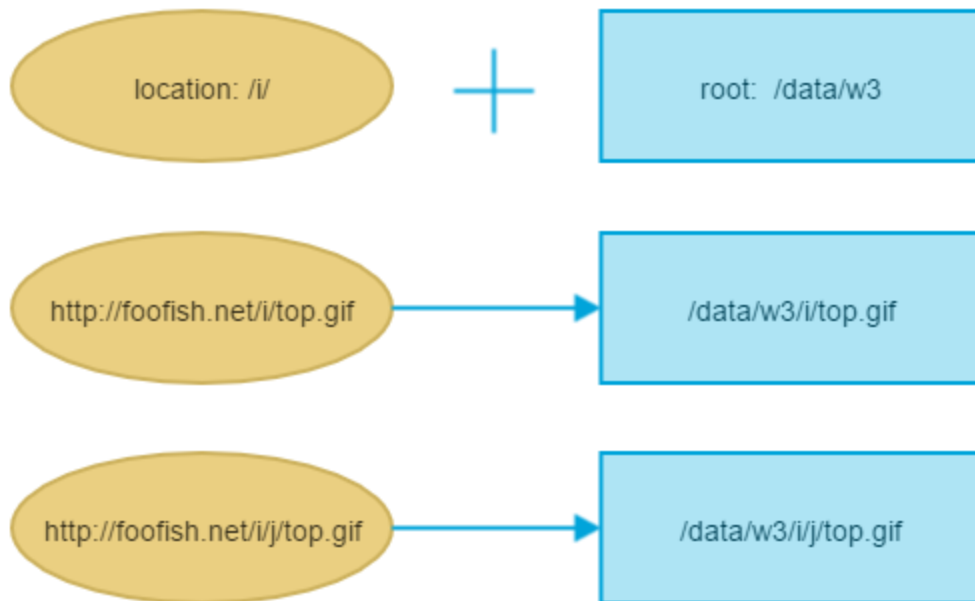 location: /i/
root: /data/w3
http://foofish.net/i/top.gif
/data/w3/i/top.gif
http://foofish.net/i/j/top.gif
/data/w3/i/j/top.gif